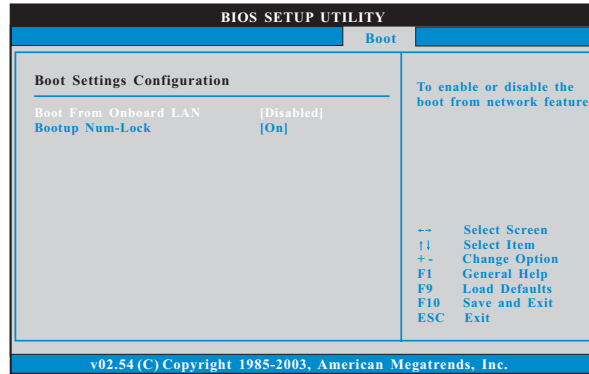 BIOS SETUP UTILITY
Boot
Boot Settings Configuration
Boot From Onboard LAN [Disabled]
Bootup Num-Lock [On]
To enable or disable the
boot from network feature
←→ Select Screen
↑↓ Select Item
+ - Change Option
F1 General Help
F9 Load Defaults
F10 Save and Exit
ESC Exit
v02.54 (C) Copyright 1985-2003, American Megatrends, Inc.